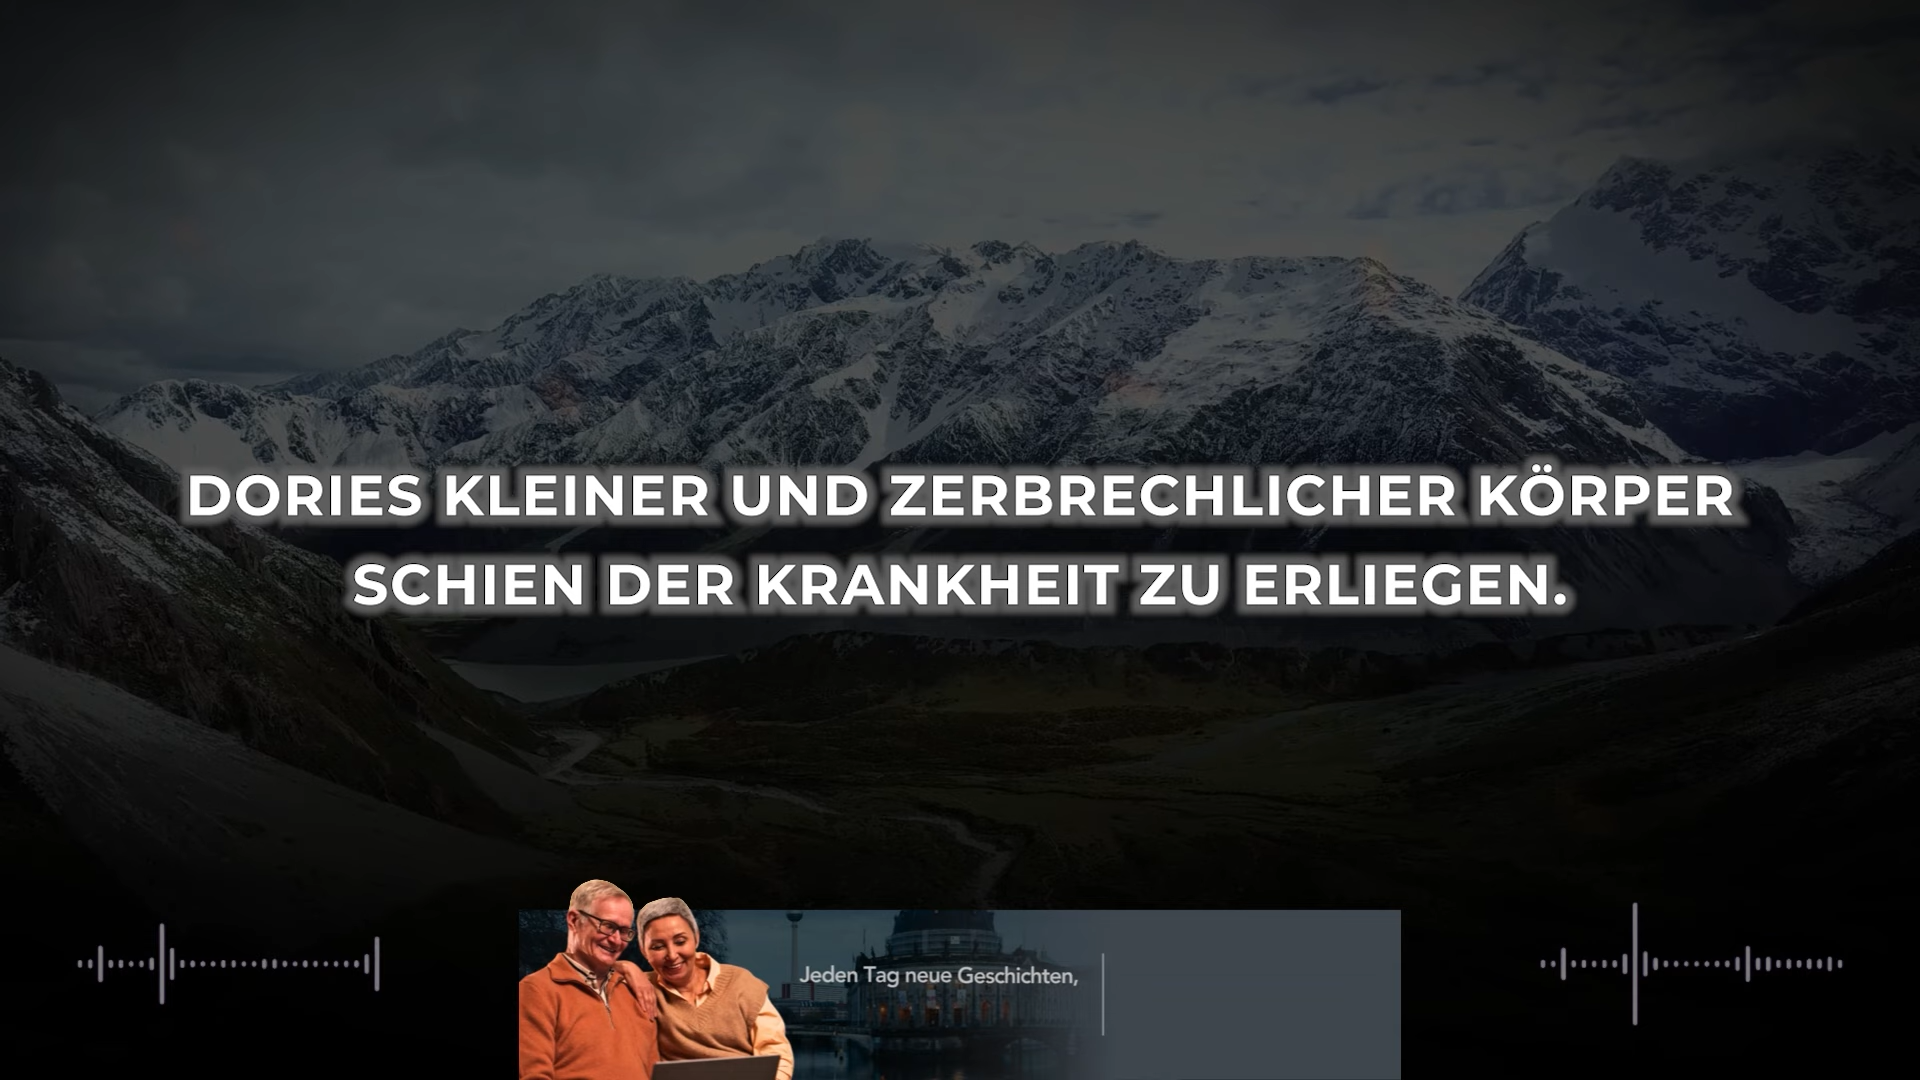 DORIES KLEINER UND ZERBRECHLICHER KÖRPER
SCHIEN DER KRANKHEIT ZU ERLIEGEN.
Jeden Tag neue Geschichten,